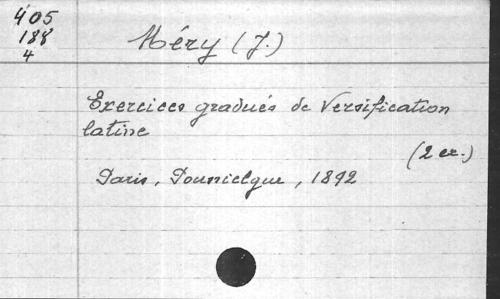 405
188
4
Méry (J.)
Exercices gradués de Versification
latine
(2 ex.)
Paris, Poussielgue, 1892